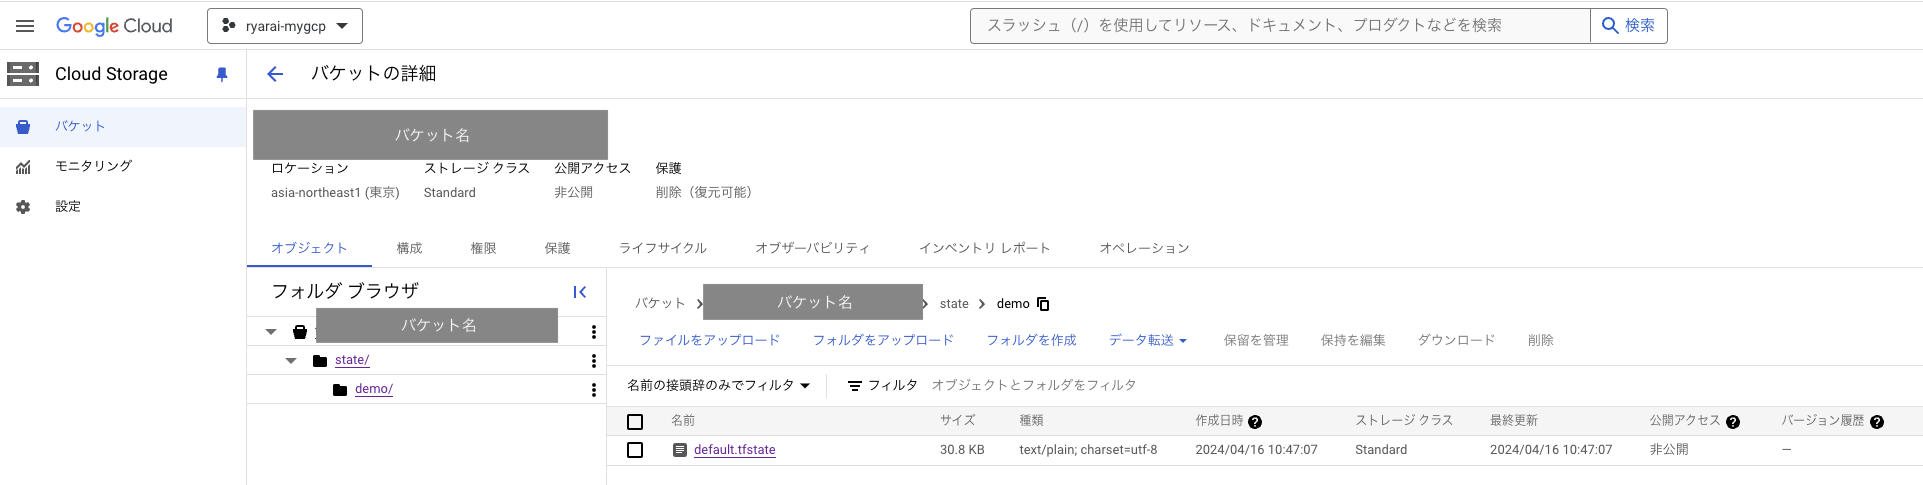 Google Cloud
ryarai-mygcp
スラッシュ（/）を使用してリソース、ドキュメント、プロダクトなどを検索
検索
Cloud Storage
バケットの詳細
バケット
モニタリング
設定
バケット名
ロケーション ストレージ クラス 公開アクセス 保護
asia-northeast1 (東京) Standard 非公開 削除（復元可能）
オブジェクト 構成 権限 保護 ライフサイクル オブザーバビリティ インベントリ レポート オペレーション
フォルダ ブラウザ
バケット名
state/
demo/
バケット バケット名 state demo
ファイルをアップロード フォルダをアップロード フォルダを作成 データ転送 保留を管理 保持を編集 ダウンロード 削除
名前の接頭辞のみでフィルタ フィルタ オブジェクトとフォルダをフィルタ
名前 サイズ 種類 作成日時 ストレージ クラス 最終更新 公開アクセス バージョン履歴
default.tfstate 30.8 KB text/plain; charset=utf-8 2024/04/16 10:47:07 Standard 2024/04/16 10:47:07 非公開 —